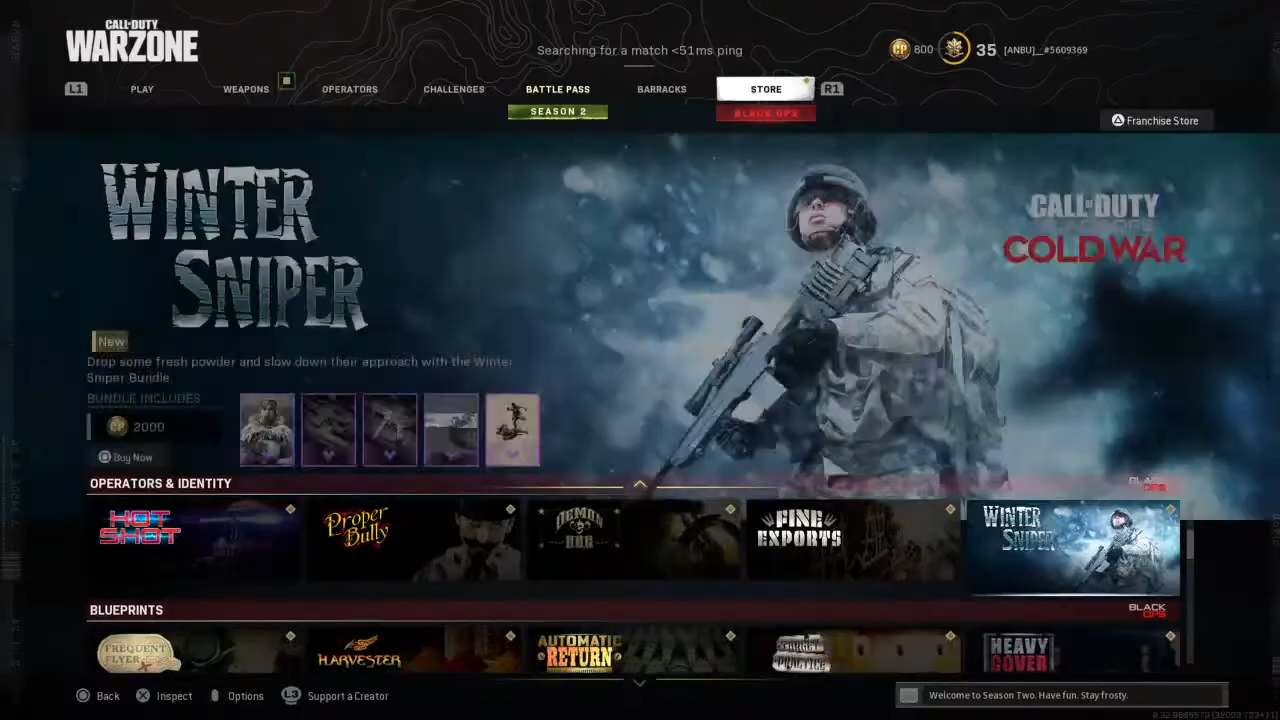 CALL OF DUTY
WARZONE
Searching for a match <51ms ping
CP 800 35 [ANBU]__#5609369
L1 PLAY WEAPONS OPERATORS CHALLENGES BATTLE PASS BARRACKS STORE R1
SEASON 2 BLACK OPS
Franchise Store
WINTER
SNIPER
CALL OF DUTY
COLD WAR
New
Drop some fresh powder and slow down their approach with the Winter
Sniper Bundle
BUNDLE INCLUDES
CP 2000
Buy Now
OPERATORS & IDENTITY
HOT
SHOT
Proper
Bully
DEMON
DOG
FINE
EXPORTS
WINTER
SNIPER
BLUEPRINTS
BLACK
OPS
FREQUENT
FLYER
HARVESTER
AUTOMATIC
RETURN
TARGET
PRACTICE
HEAVY
COVER
Back Inspect Options L3 Support a Creator
Welcome to Season Two. Have fun. Stay frosty.